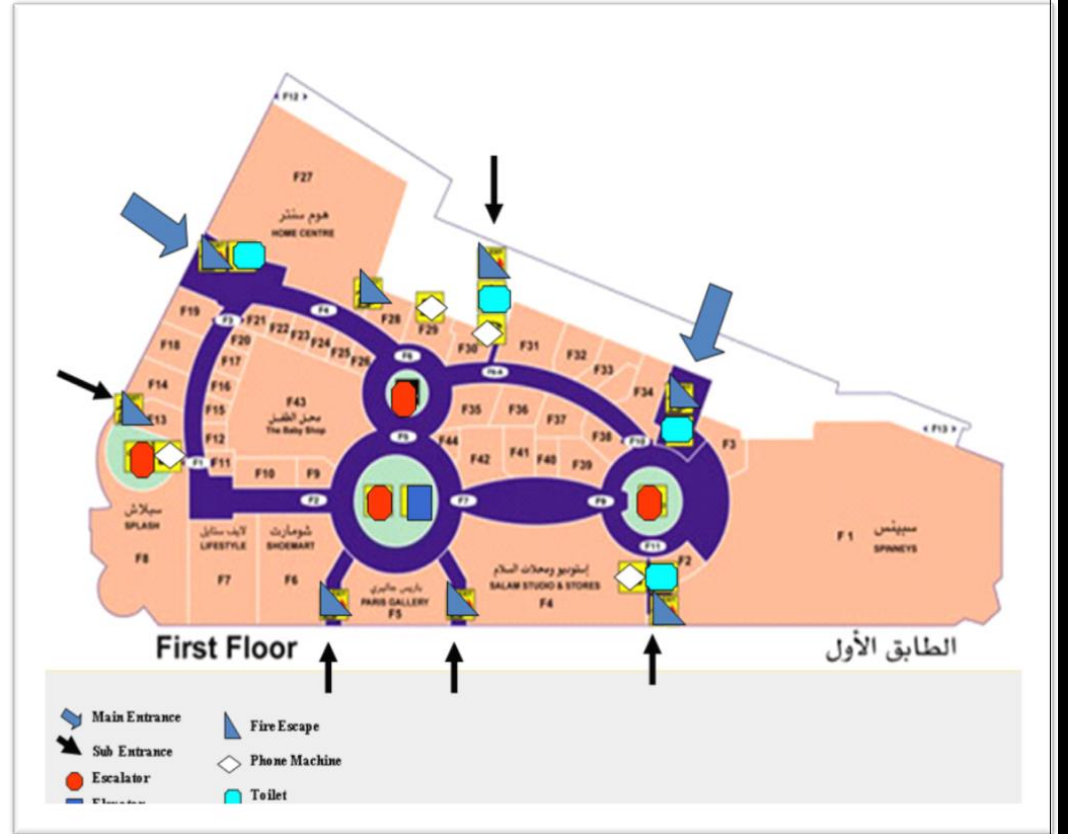 ◄ F12 ►
F27
هوم سنتر
HOME CENTRE
F19
F3
F21
F4
F22
F23
F24
F25
F26
F28
F29
F30
F31
F32
F33
F34
F18
F20
F17
F6
F14
F16
F13
F15
F43
محل الطفل
The Baby Shop
F35
F36
F37
F38
F10
F3
◄ F13 ►
F12
F5
F44
F42
F41
F40
F39
F1
F11
F10
F9
F2
F7
F9
سبلاش
SPLASH
F8
لايف ستايل
LIFESTYLE
F7
شومارت
SHOEMART
F6
باريس جاليري
PARIS GALLERY
F5
إستوديو ومحلات السلام
SALAM STUDIO & STORES
F4
F11
F2
F 1
سبينس
SPINNEYS
First Floor
الطابق الأول
Main Entrance
Sub Entrance
Escalator
Fire Escape
Phone Machine
Toilet